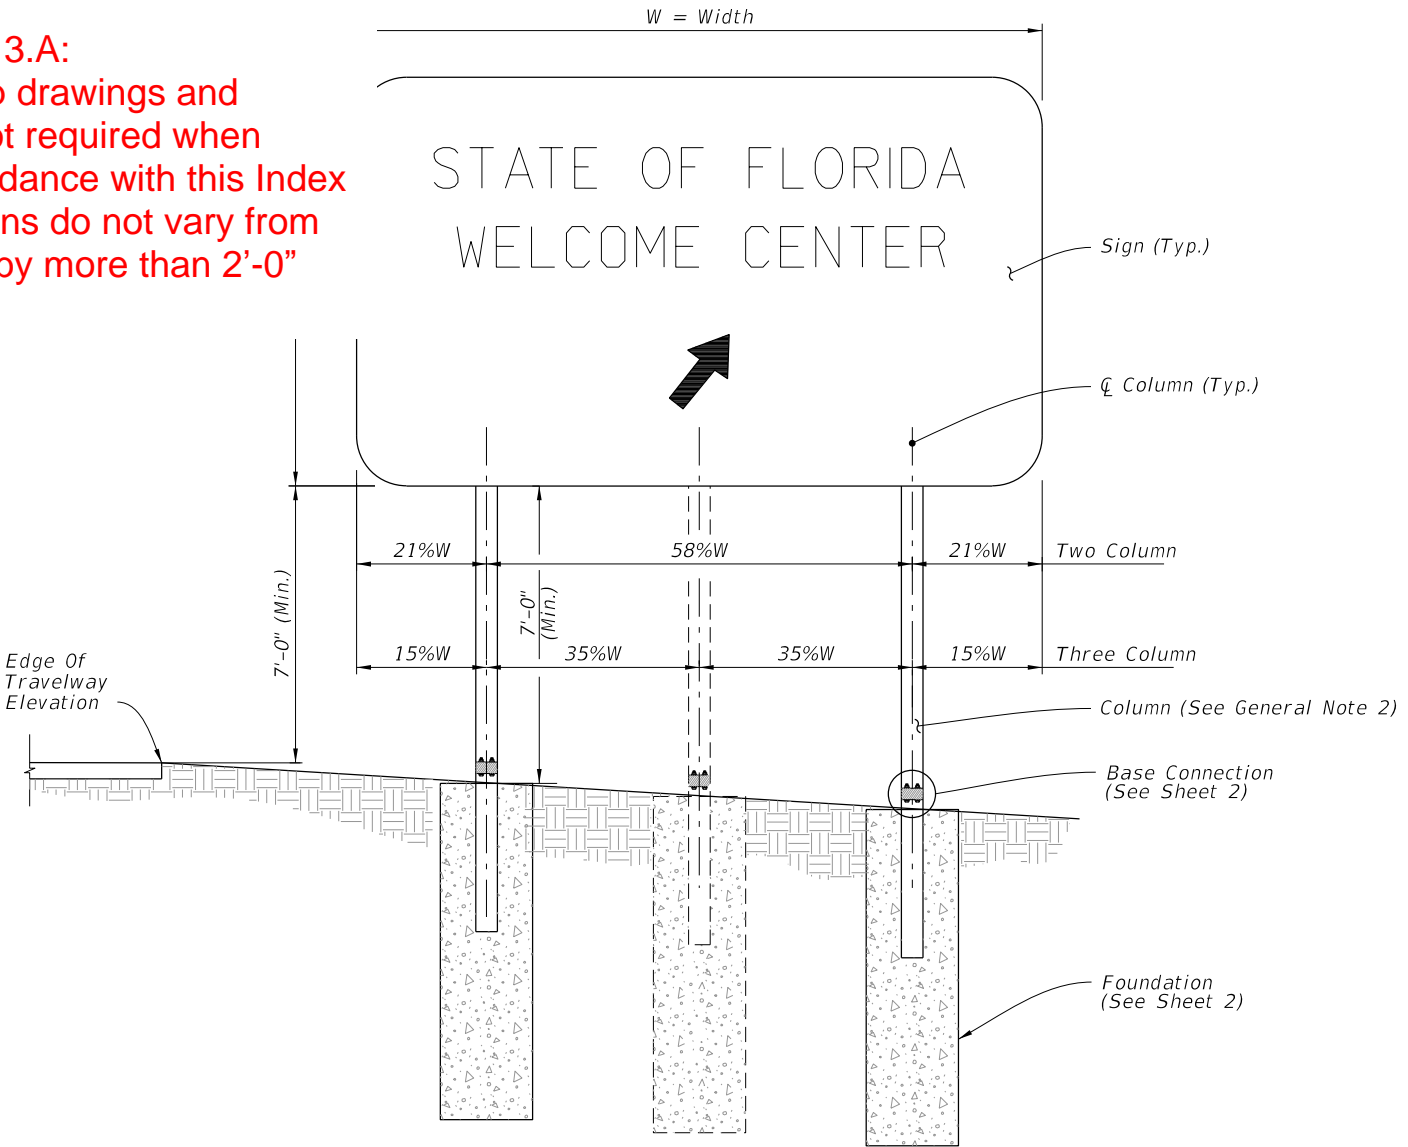 W = Width
3.A:
drawings and
required when
with this Index
do not vary from
by more than 2'-0”
STATE OF FLORIDA
WELCOME CENTER
Sign (Typ.)
℄ Column (Typ.)
21%W
58%W
21%W
Two Column
7'-0" (Min.)
7'-0"
(Min.)
15%W
35%W
35%W
15%W
Three Column
Edge Of
Travelway
Elevation
Column (See General Note 2)
Base Connection
(See Sheet 2)
Foundation
(See Sheet 2)